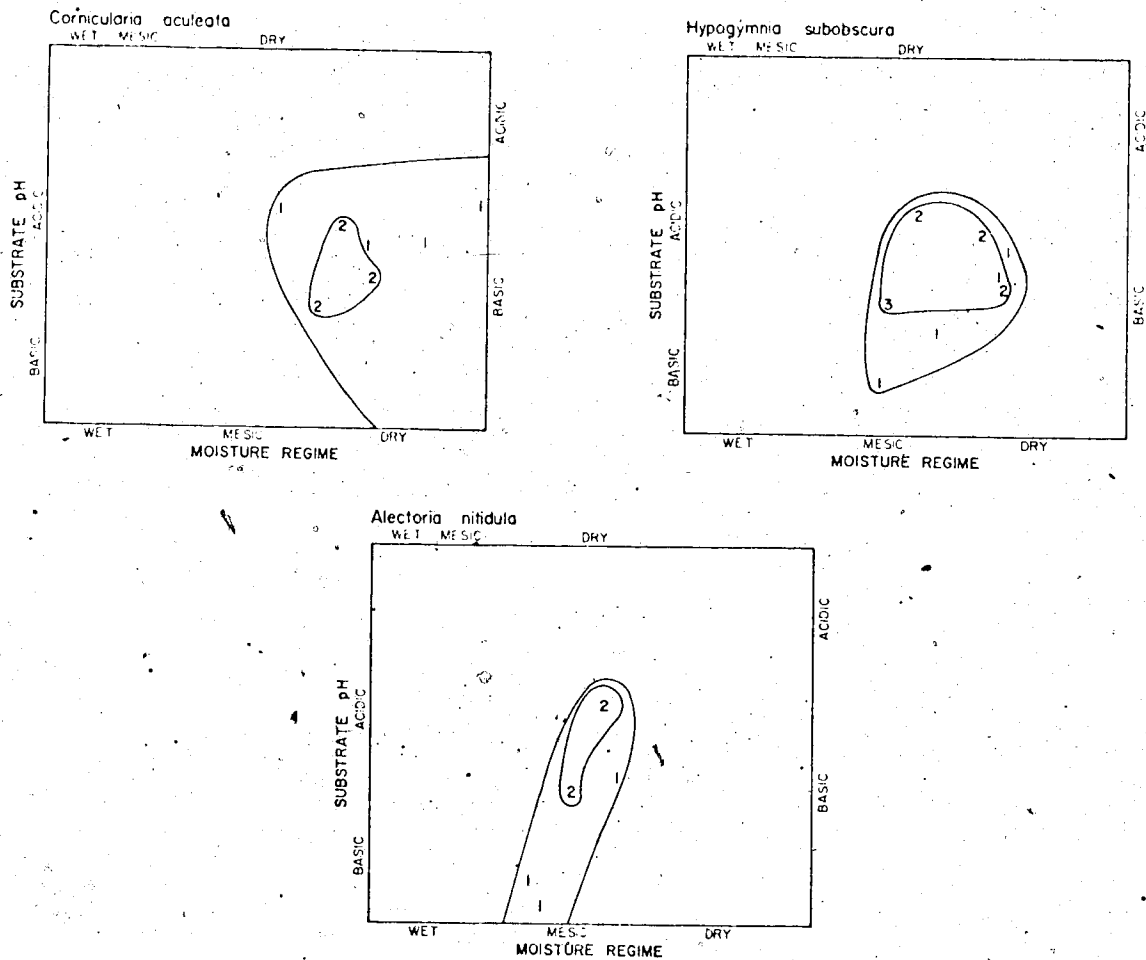 Cornicularia aculeata
WET MESIC DRY
ACIDIC
BASIC
SUBSTRATE pH
ACIDIC
BASIC
1
1
2
1
1
2
2
WET MESIC DRY
MOISTURE REGIME
Hypogymnia subobscura
WET MESIC DRY
ACIDIC
BASIC
SUBSTRATE pH
ACIDIC
BASIC
2
2
1
1
2
3
1
1
WET MESIC DRY
MOISTURE REGIME
Alectoria nitidula
WET MESIC DRY
ACIDIC
BASIC
SUBSTRATE pH
ACIDIC
BASIC
2
1
2
1
1
WET MESIC DRY
MOISTURE REGIME